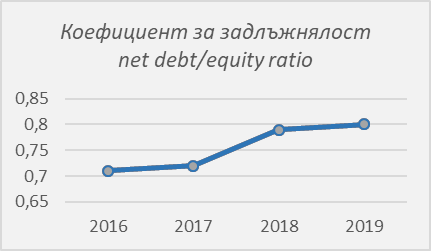 Коефициент за задлъжнялост
net debt/equity ratio
0,85
0,8
0,75
0,7
0,65
2016 2017 2018 2019